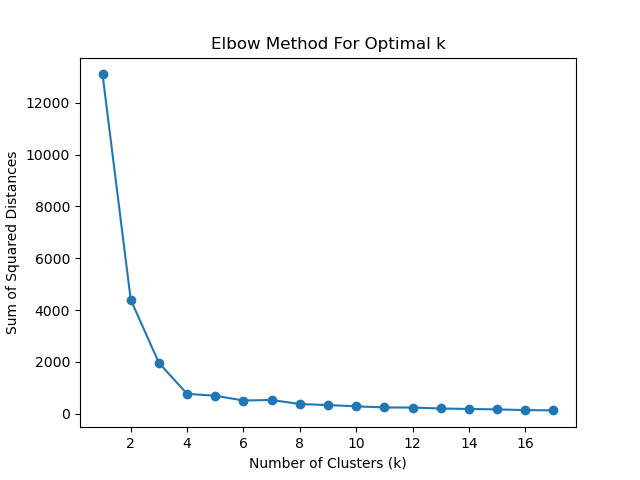 Elbow Method For Optimal k
12000
10000
8000
6000
4000
2000
0
Sum of Squared Distances
2 4 6 8 10 12 14 16
Number of Clusters (k)